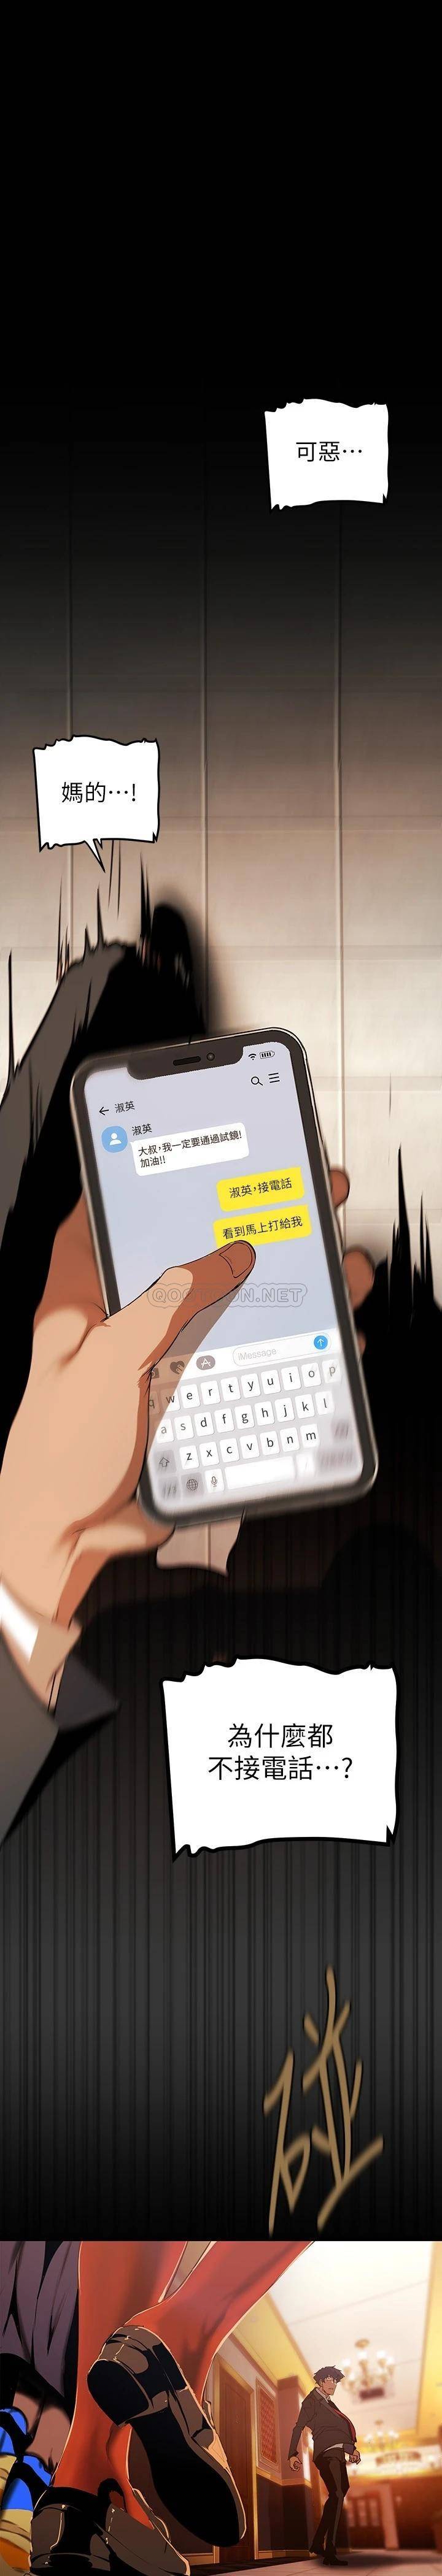 可惡…
媽的…!
淑英
淑英
大叔,我一定要通過試鏡!
加油!!
淑英,接電話
看到馬上打給我
iMessage
q w e r t y u i o p
a s d f g h j k l
z x c v b n m
為什麼都
不接電話…?